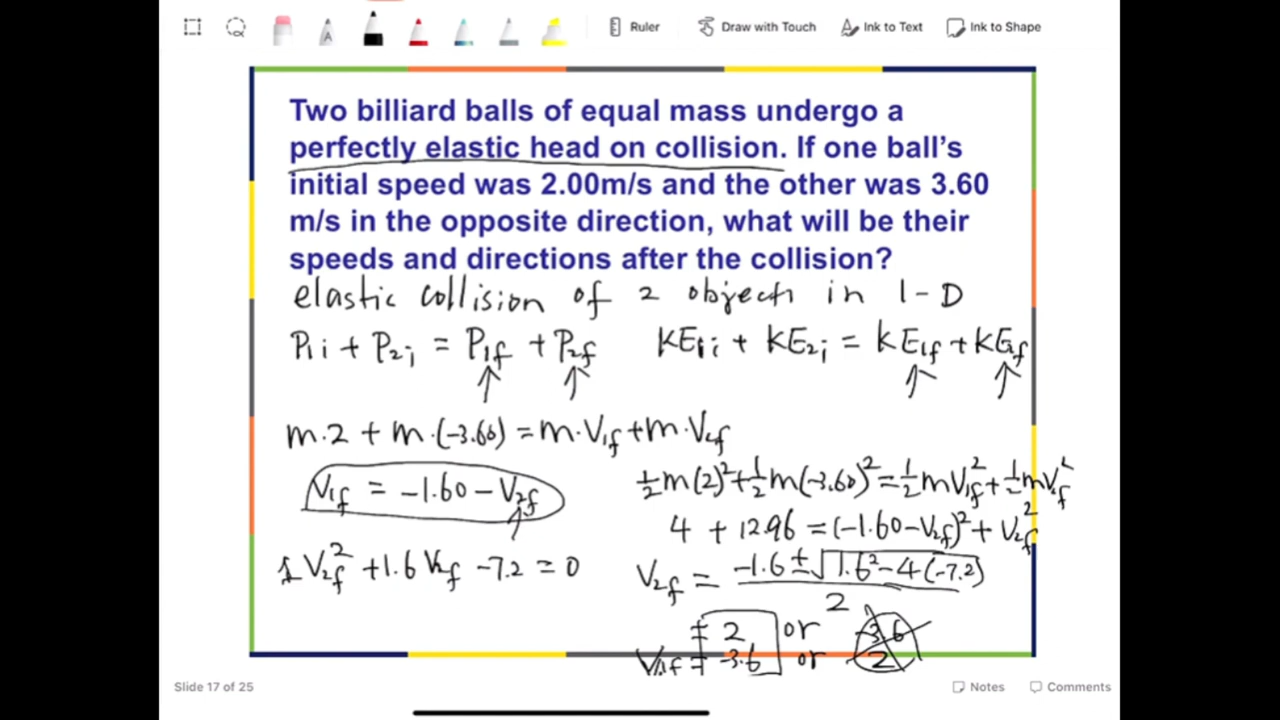 Ruler Draw with Touch Ink to Text Ink to Shape
Two billiard balls of equal mass undergo a
perfectly elastic head on collision. If one ball's
initial speed was 2.00m/s and the other was 3.60
m/s in the opposite direction, what will be their
speeds and directions after the collision?
elastic collision of 2 objects in 1-D
P1i + P2i = P1f + P2f KE1i + KE2i = KE1f + KE2f
m·2 + m·(-3.60) = m·V1f + m·V2f
V1f = -1.60 - V2f
½m(2)² + ½m(-3.60)² = ½mV1f² + ½mV2f²
4 + 12.96 = (-1.60 - V2f)² + V2f²
1V2f² + 1.6V2f - 7.2 = 0
V2f = (-1.6 ± √(1.6² - 4(-7.2))) / 2
= 2 or -3.6
V1f = -3.6 or 2
Slide 17 of 25 Notes Comments